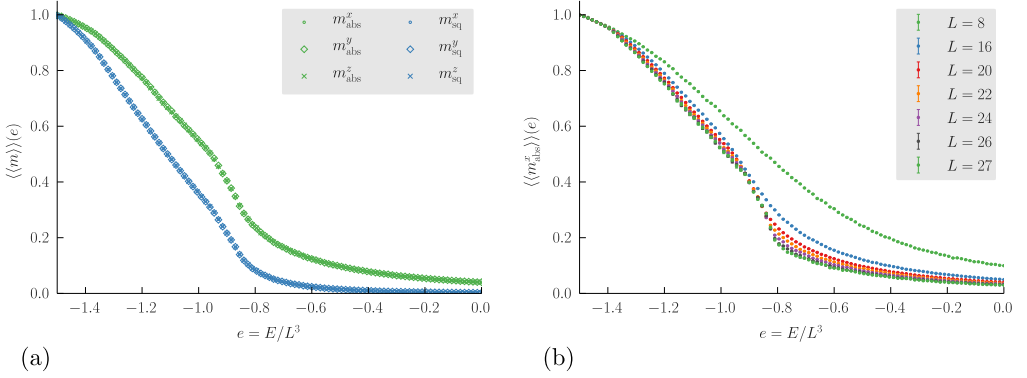 1.0
0.8
0.6
0.4
0.2
0.0
⟨⟨m⟩⟩(e)
−1.4 −1.2 −1.0 −0.8 −0.6 −0.4 −0.2 0.0
e = E/L³
m^x_abs m^x_sq
m^y_abs m^y_sq
m^z_abs m^z_sq
(a)
1.0
0.8
0.6
0.4
0.2
0.0
⟨⟨m^x_abs⟩⟩(e)
−1.4 −1.2 −1.0 −0.8 −0.6 −0.4 −0.2 0.0
e = E/L³
L = 8
L = 16
L = 20
L = 22
L = 24
L = 26
L = 27
(b)